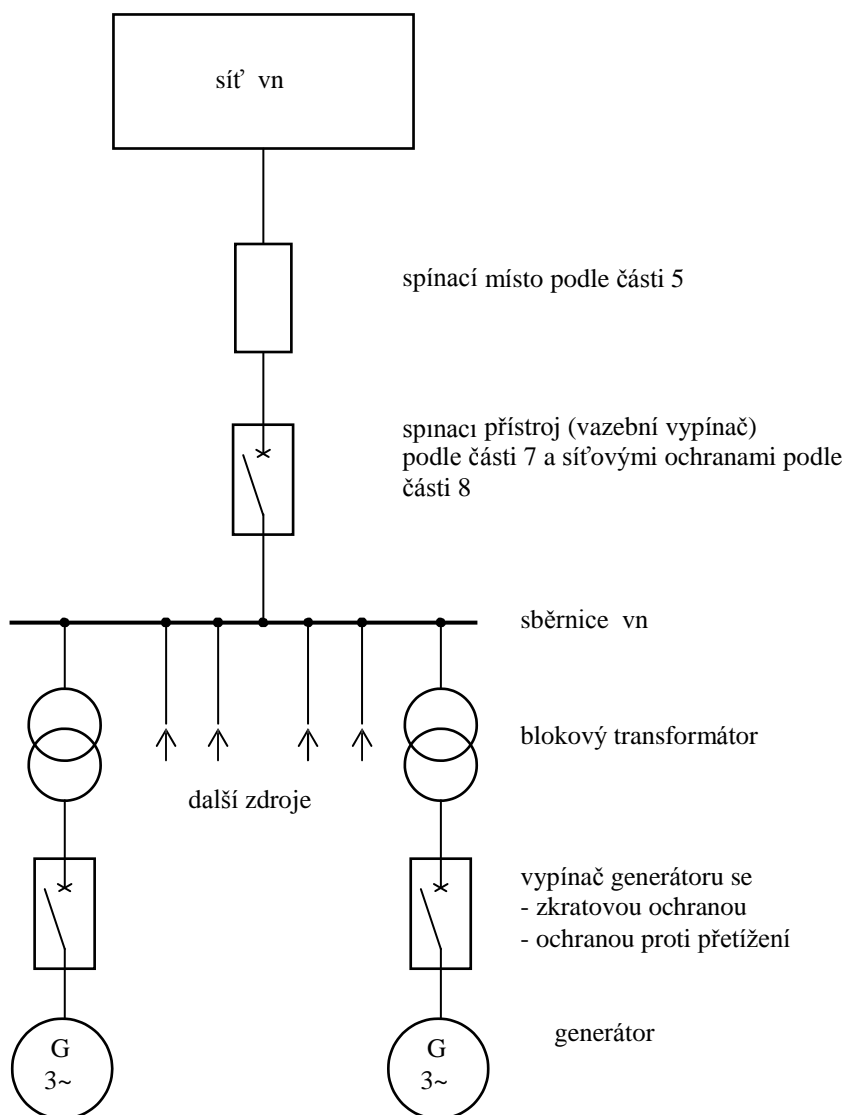 síť vn
spínací místo podle části 5
spınacı přístroj (vazební vypínač)
podle části 7 a síťovými ochranami podle
části 8
sběrnice vn
blokový transformátor
další zdroje
vypínač generátoru se
- zkratovou ochranou
- ochranou proti přetížení
generátor
G
3~
G
3~